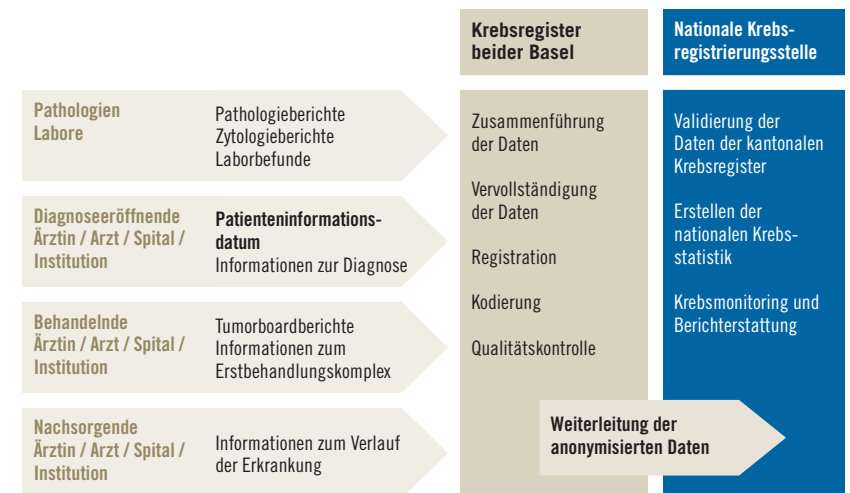 Krebsregister
beider Basel
Nationale Krebs-
registrierungsstelle
Pathologien
Labore
Pathologieberichte
Zytologieberichte
Laborbefunde
Diagnoseeröffnende
Ärztin / Arzt / Spital /
Institution
Patienteninformations-
datum
Informationen zur Diagnose
Behandelnde
Ärztin / Arzt / Spital /
Institution
Tumorboardberichte
Informationen zum
Erstbehandlungskomplex
Nachsorgende
Ärztin / Arzt / Spital /
Institution
Informationen zum Verlauf
der Erkrankung
Zusammenführung
der Daten
Vervollständigung
der Daten
Registration
Kodierung
Qualitätskontrolle
Validierung der
Daten der kantonalen
Krebsregister
Erstellen der
nationalen Krebs-
statistik
Krebsmonitoring und
Berichterstattung
Weiterleitung der
anonymisierten Daten